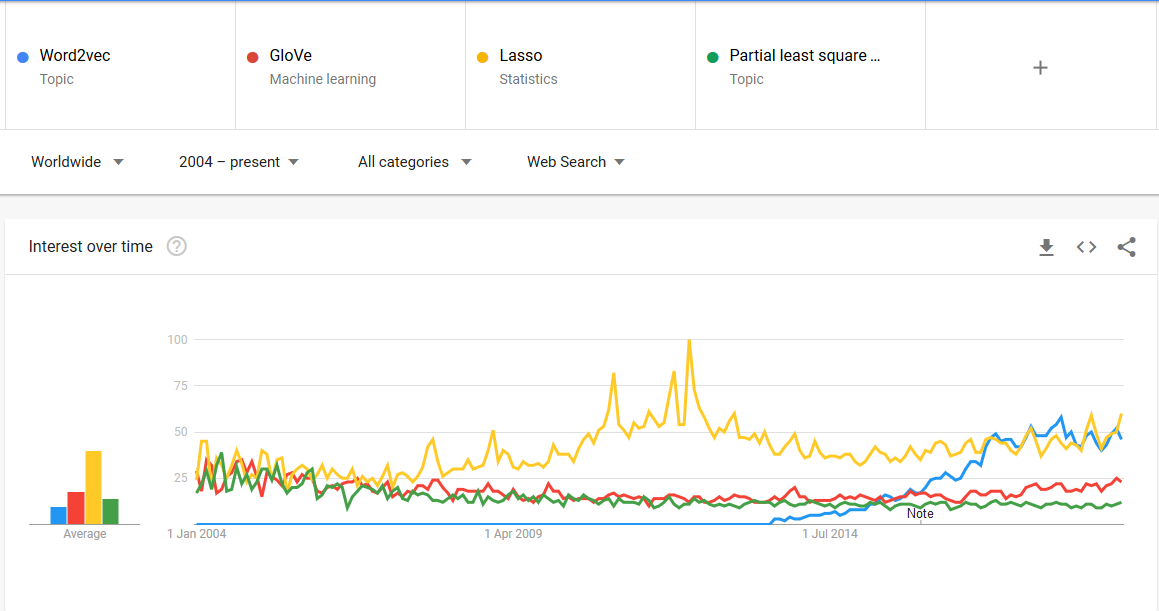 Word2vec
Topic
GloVe
Machine learning
Lasso
Statistics
Partial least square ...
Topic
+
Worldwide
2004 – present
All categories
Web Search
Interest over time
?
100
75
50
25
Note
Average
1 Jan 2004
1 Apr 2009
1 Jul 2014